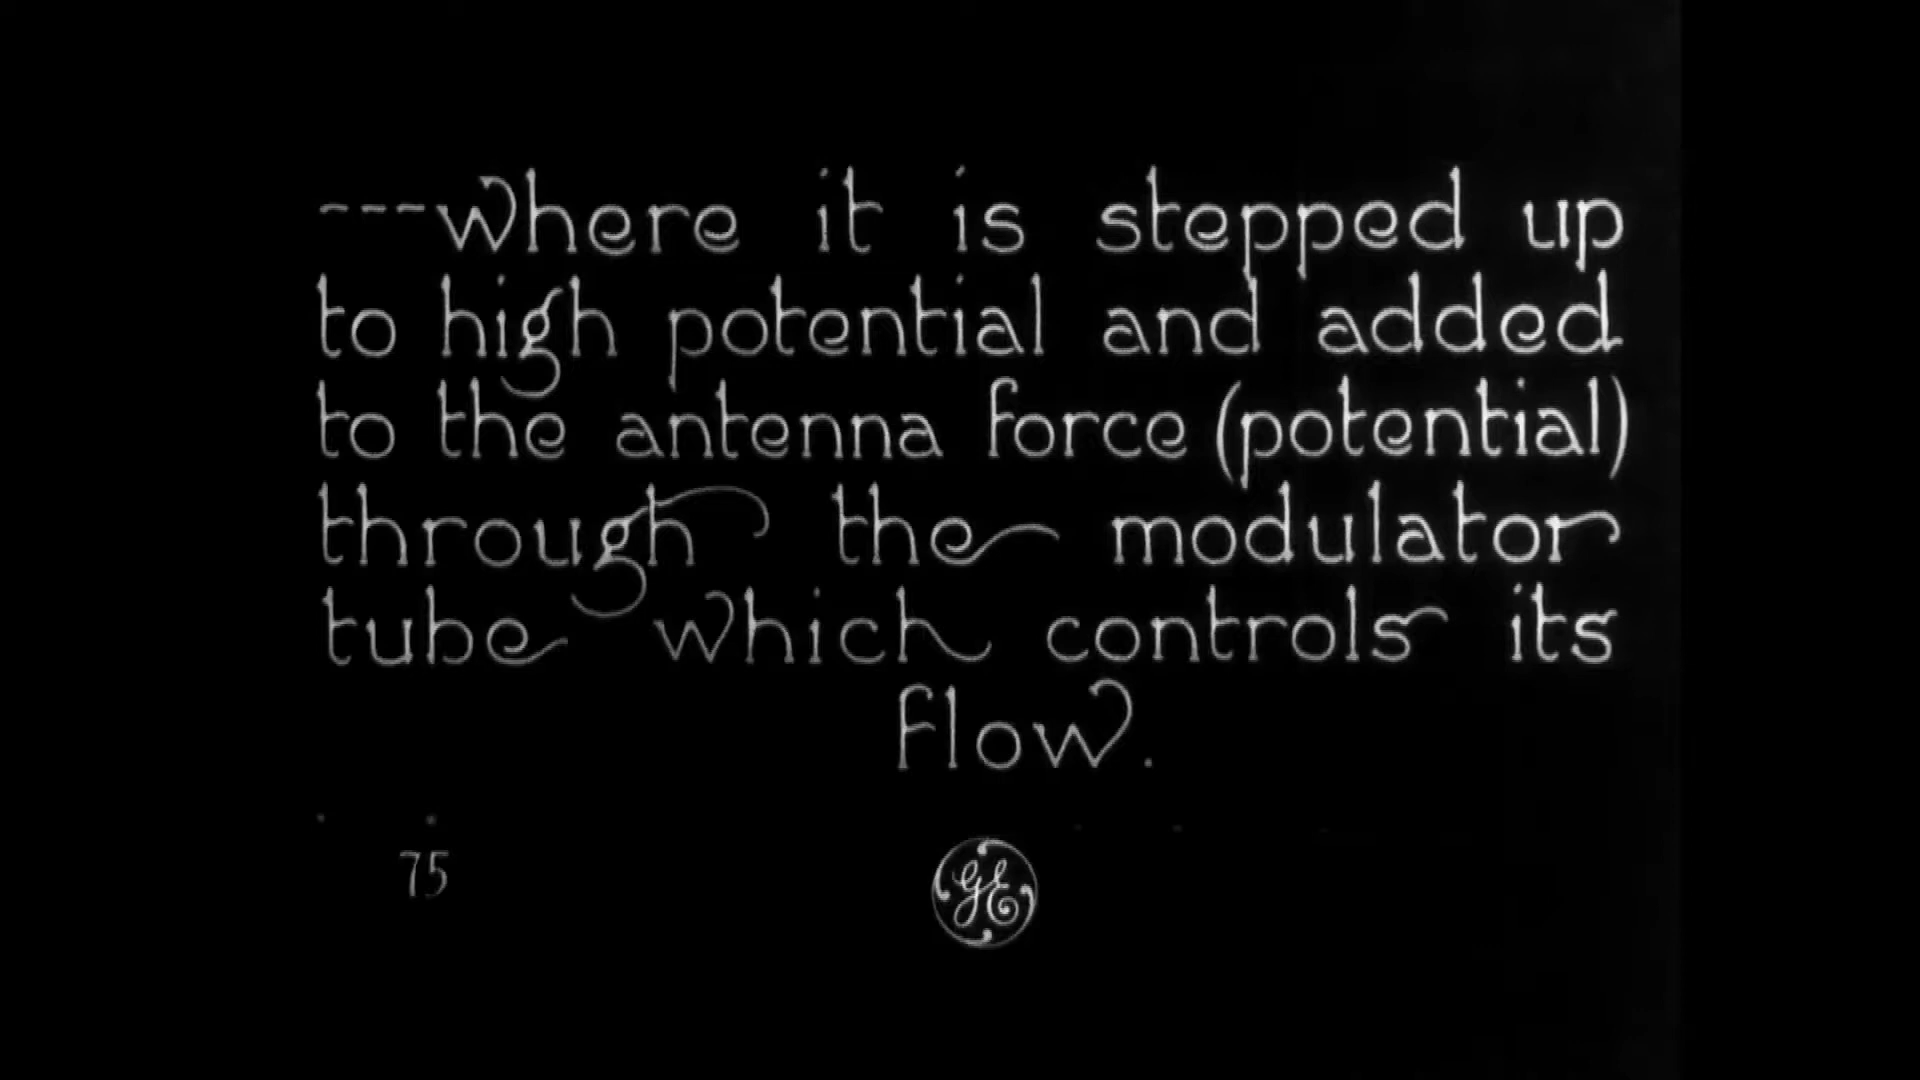 ---where it is stepped up
to high potential and added
to the antenna force (potential)
through the modulator
tube which controls its
flow.
75
GE